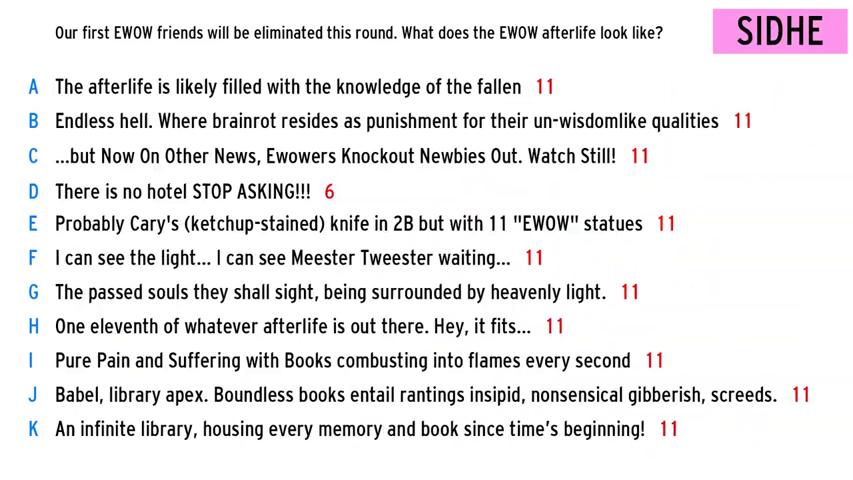 Our first EWOW friends will be eliminated this round. What does the EWOW afterlife look like?
SIDHE
A The afterlife is likely filled with the knowledge of the fallen 11
B Endless hell. Where brainrot resides as punishment for their un-wisdomlike qualities 11
C ...but Now On Other News, Ewowers Knockout Newbies Out. Watch Still! 11
D There is no hotel STOP ASKING!!! 6
E Probably Cary's (ketchup-stained) knife in 2B but with 11 "EWOW" statues 11
F I can see the light... I can see Meester Tweester waiting... 11
G The passed souls they shall sight, being surrounded by heavenly light. 11
H One eleventh of whatever afterlife is out there. Hey, it fits... 11
I Pure Pain and Suffering with Books combusting into flames every second 11
J Babel, library apex. Boundless books entail rantings insipid, nonsensical gibberish, screeds. 11
K An infinite library, housing every memory and book since time's beginning! 11